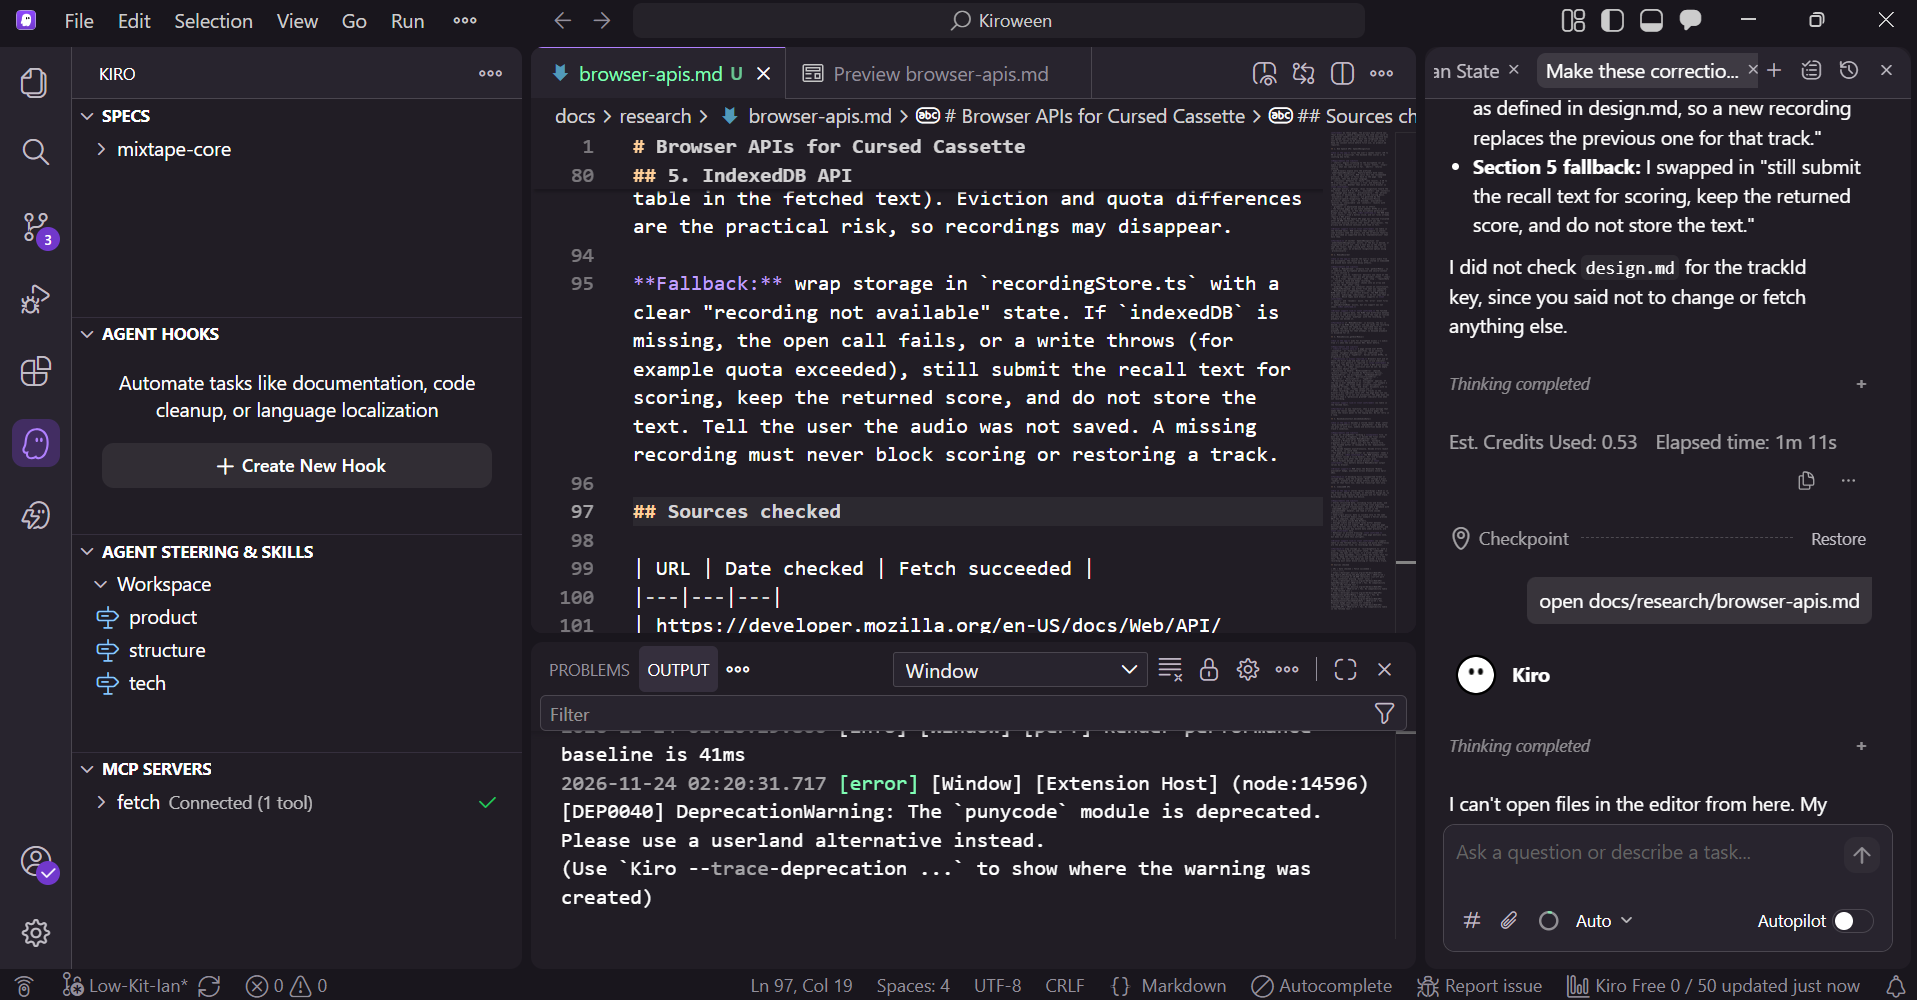 File Edit Selection View Go Run
Kiroween
KIRO
SPECS
mixtape-core
AGENT HOOKS
Automate tasks like documentation, code
cleanup, or language localization
+ Create New Hook
AGENT STEERING & SKILLS
Workspace
product
structure
tech
MCP SERVERS
fetch Connected (1 tool)
3
browser-apis.md U
Preview browser-apis.md
docs > research > browser-apis.md > # Browser APIs for Cursed Cassette > ## Sources ch
1 # Browser APIs for Cursed Cassette
80 ## 5. IndexedDB API
table in the fetched text). Eviction and quota differences
are the practical risk, so recordings may disappear.
94
95 **Fallback:** wrap storage in `recordingStore.ts` with a
clear "recording not available" state. If `indexedDB` is
missing, the open call fails, or a write throws (for
example quota exceeded), still submit the recall text for
scoring, keep the returned score, and do not store the
text. Tell the user the audio was not saved. A missing
recording must never block scoring or restoring a track.
96
97 ## Sources checked
98
99 | URL | Date checked | Fetch succeeded |
100 |---|---|---|
101 | https://developer.mozilla.org/en-US/docs/Web/API/
PROBLEMS OUTPUT
Window
Filter
baseline is 41ms
2026-11-24 02:20:31.717 [error] [Window] [Extension Host] (node:14596)
[DEP0040] DeprecationWarning: The `punycode` module is deprecated.
Please use a userland alternative instead.
(Use `Kiro --trace-deprecation ...` to show where the warning was
created)
an State
Make these correctio...
as defined in design.md, so a new recording
replaces the previous one for that track."
• Section 5 fallback: I swapped in "still submit
the recall text for scoring, keep the returned
score, and do not store the text."
I did not check design.md for the trackId
key, since you said not to change or fetch
anything else.
Thinking completed
Est. Credits Used: 0.53 Elapsed time: 1m 11s
Checkpoint Restore
open docs/research/browser-apis.md
Kiro
Thinking completed
I can't open files in the editor from here. My
Ask a question or describe a task...
Auto Autopilot
Low-Kit-Ian* 0 0 Ln 97, Col 19 Spaces: 4 UTF-8 CRLF {} Markdown Autocomplete Report issue Kiro Free 0 / 50 updated just now